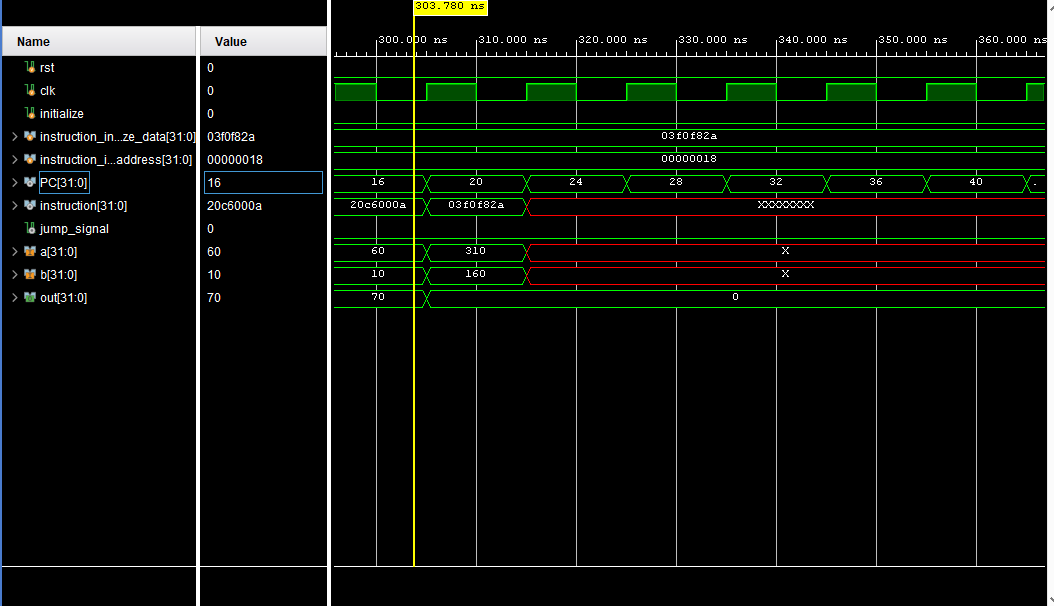 303.780 ns
Name Value
300.000 ns 310.000 ns 320.000 ns 330.000 ns 340.000 ns 350.000 ns 360.000 ns
rst 0
clk 0
initialize 0
instruction_in...ze_data[31:0] 03f0f82a 03f0f82a
instruction_i...address[31:0] 00000018 00000018
PC[31:0] 16 16 20 24 28 32 36 40 .
instruction[31:0] 20c6000a 20c6000a 03f0f82a XXXXXXXX
jump_signal 0
a[31:0] 60 60 310 X
b[31:0] 10 10 160 X
out[31:0] 70 70 0